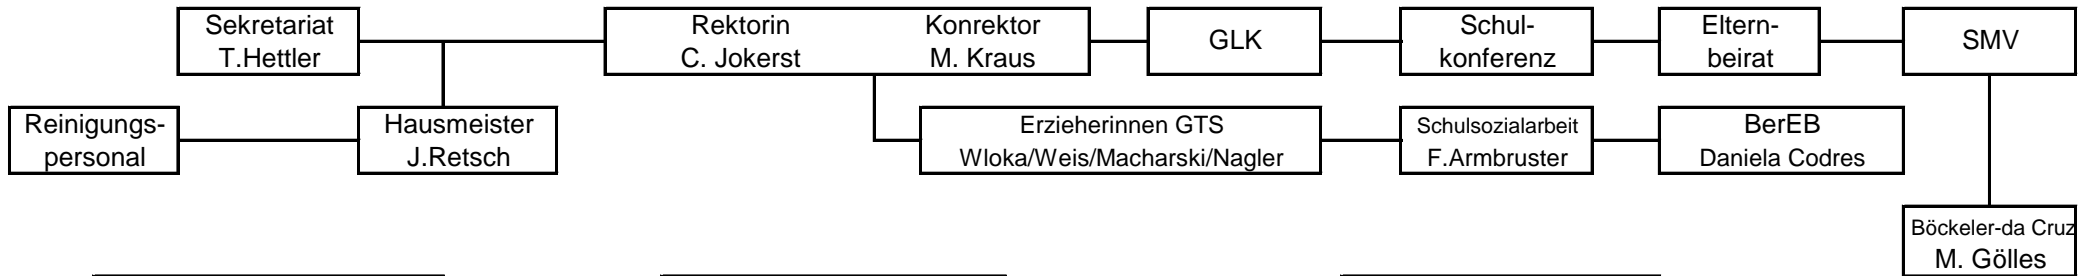 Sekretariat
T.Hettler
Rektorin Konrektor
C. Jokerst M. Kraus
GLK
Schul-
konferenz
Eltern-
beirat
SMV
Reinigungs-
personal
Hausmeister
J.Retsch
Erzieherinnen GTS
Wloka/Weis/Macharski/Nagler
Schulsozialarbeit
F.Armbruster
BerEB
Daniela Codres
Böckeler-da Cruz
M. Gölles